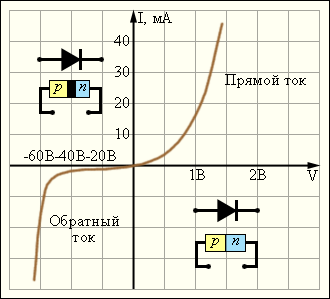 I, мА
40
30
20
10
Прямой ток
p n
-60В-40В-20В
1В 2В V
Обратный
ток
p n